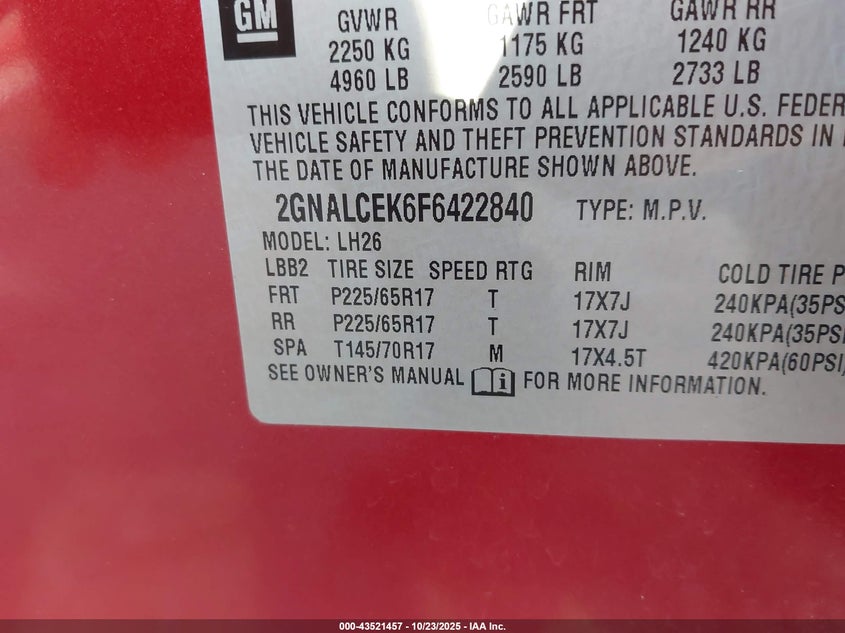 GM
GVWR GAWR FRT GAWR RR
2250 KG 1175 KG 1240 KG
4960 LB 2590 LB 2733 LB
THIS VEHICLE CONFORMS TO ALL APPLICABLE U.S. FEDER
VEHICLE SAFETY AND THEFT PREVENTION STANDARDS IN
THE DATE OF MANUFACTURE SHOWN ABOVE.
2GNALCEK6F6422840 TYPE: M.P.V.
MODEL: LH26
LBB2 TIRE SIZE SPEED RTG RIM COLD TIRE P
FRT P225/65R17 T 17X7J 240KPA(35PS
RR P225/65R17 T 17X7J 240KPA(35PSI
SPA T145/70R17 M 17X4.5T 420KPA(60PSI)
SEE OWNER'S MANUAL i FOR MORE INFORMATION.
000-43521457 - 10/23/2025 - IAA Inc.